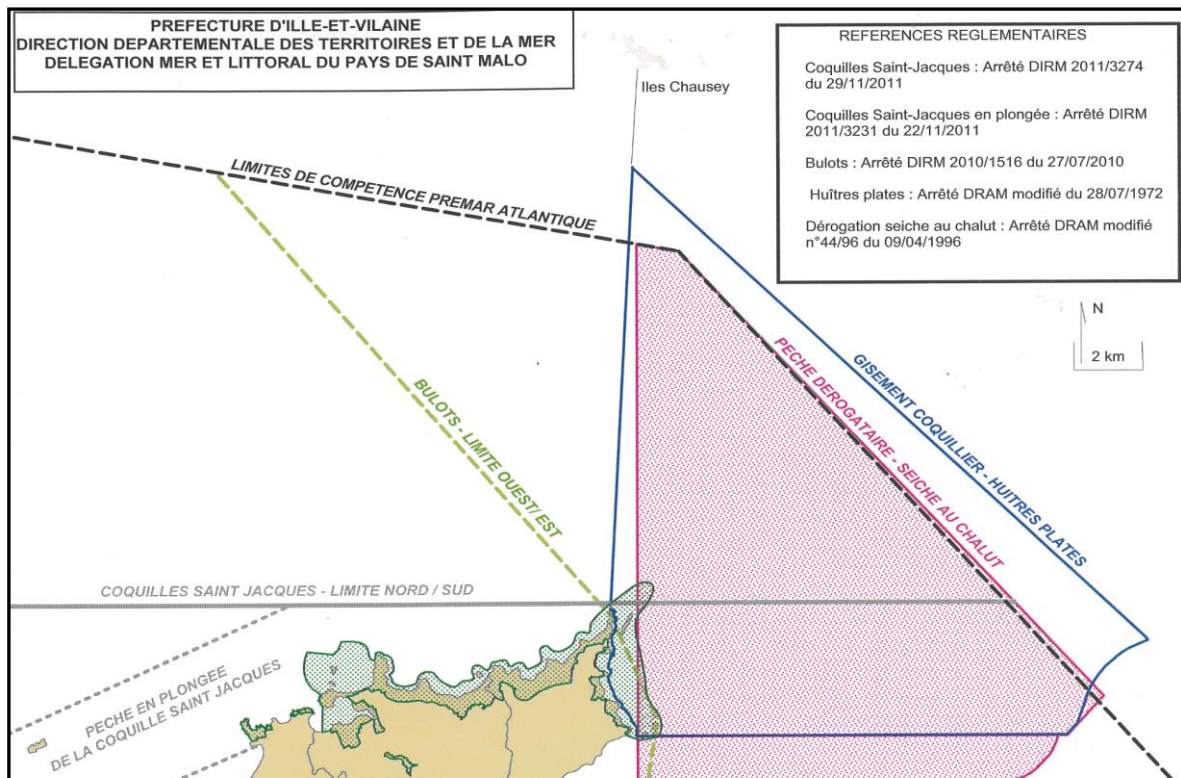 PREFECTURE D'ILLE-ET-VILAINE
DIRECTION DEPARTEMENTALE DES TERRITOIRES ET DE LA MER
DELEGATION MER ET LITTORAL DU PAYS DE SAINT MALO
REFERENCES REGLEMENTAIRES
Coquilles Saint-Jacques : Arrêté DIRM 2011/3274
du 29/11/2011
Coquilles Saint-Jacques en plongée : Arrêté DIRM
2011/3231 du 22/11/2011
Bulots : Arrêté DIRM 2010/1516 du 27/07/2010
Huîtres plates : Arrêté DRAM modifié du 28/07/1972
Dérogation seiche au chalut : Arrêté DRAM modifié
n°44/96 du 09/04/1996
Iles Chausey
LIMITES DE COMPETENCE PREMAR ATLANTIQUE
N
2 km
BULOTS - LIMITE OUEST/ EST
PECHE DEROGATAIRE - SEICHE AU CHALUT
GISEMENT COQUILLIER - HUITRES PLATES
COQUILLES SAINT JACQUES - LIMITE NORD / SUD
PECHE EN PLONGEE
DE LA COQUILLE SAINT JACQUES